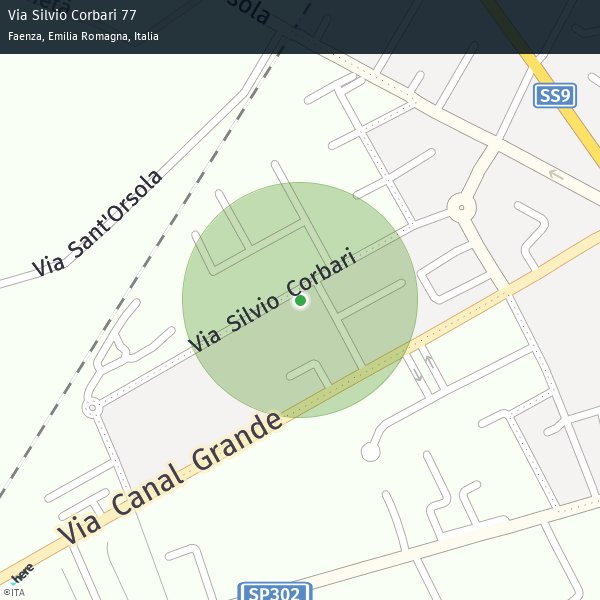 Via Silvio Corbari 77
Faenza, Emilia Romagna, Italia
SS9
Via Sant'Orsola
Via Silvio Corbari
Via Canal Grande
SP302
here
©ITA